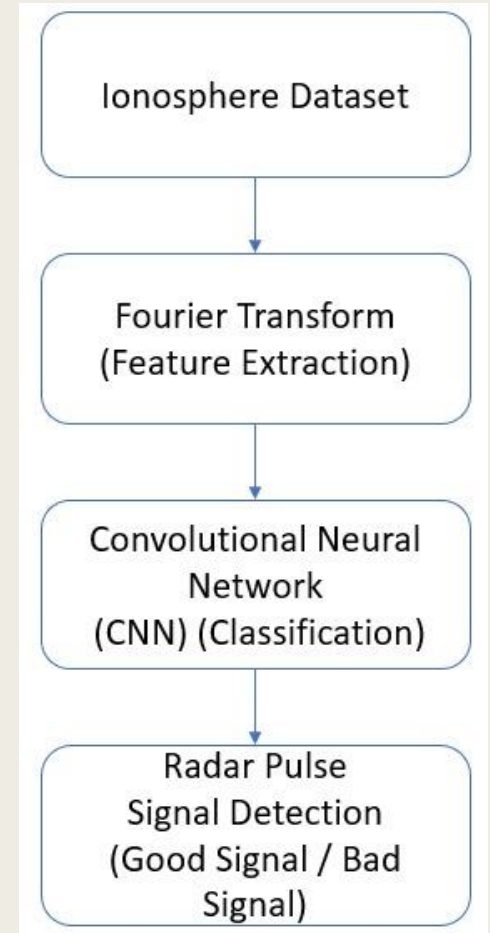 Ionosphere Dataset
Fourier Transform
(Feature Extraction)
Convolutional Neural
Network
(CNN) (Classification)
Radar Pulse
Signal Detection
(Good Signal / Bad
Signal)